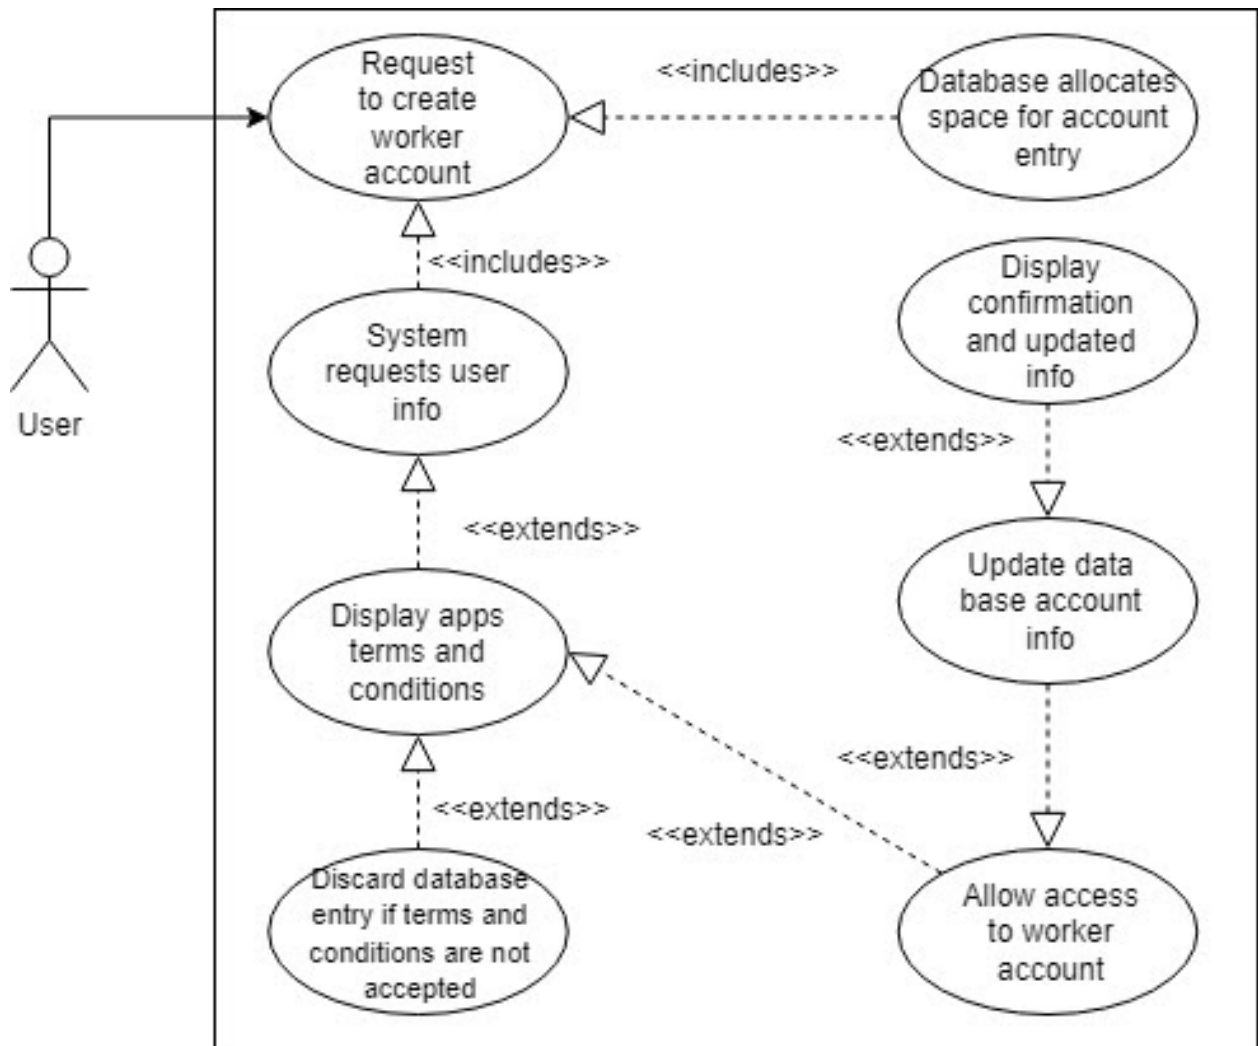 Request
to create
worker
account
<<includes>>
Database allocates
space for account
entry
<<includes>>
System
requests user
info
User
Display
confirmation
and updated
info
<<extends>>
<<extends>>
Display apps
terms and
conditions
Update data
base account
info
<<extends>>
<<extends>>
<<extends>>
Discard database
entry if terms and
conditions are not
accepted
Allow access
to worker
account